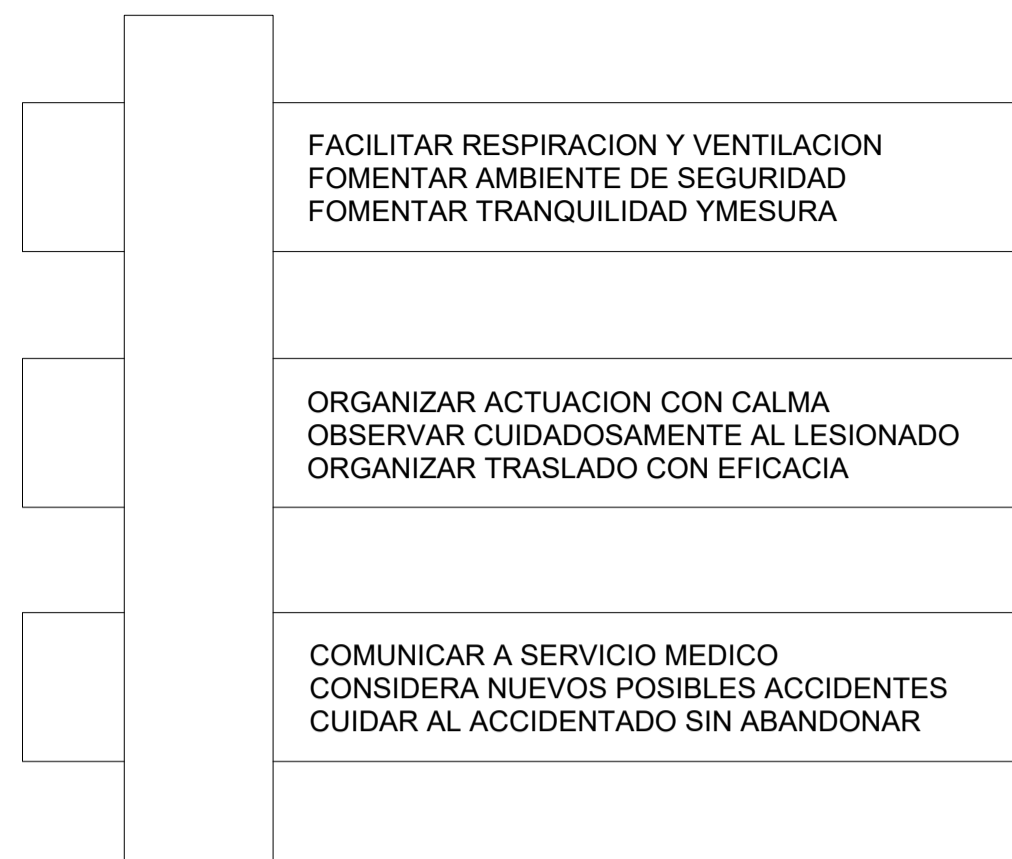 FACILITAR RESPIRACION Y VENTILACION
FOMENTAR AMBIENTE DE SEGURIDAD
FOMENTAR TRANQUILIDAD YMESURA
ORGANIZAR ACTUACION CON CALMA
OBSERVAR CUIDADOSAMENTE AL LESIONADO
ORGANIZAR TRASLADO CON EFICACIA
COMUNICAR A SERVICIO MEDICO
CONSIDERA NUEVOS POSIBLES ACCIDENTES
CUIDAR AL ACCIDENTADO SIN ABANDONAR